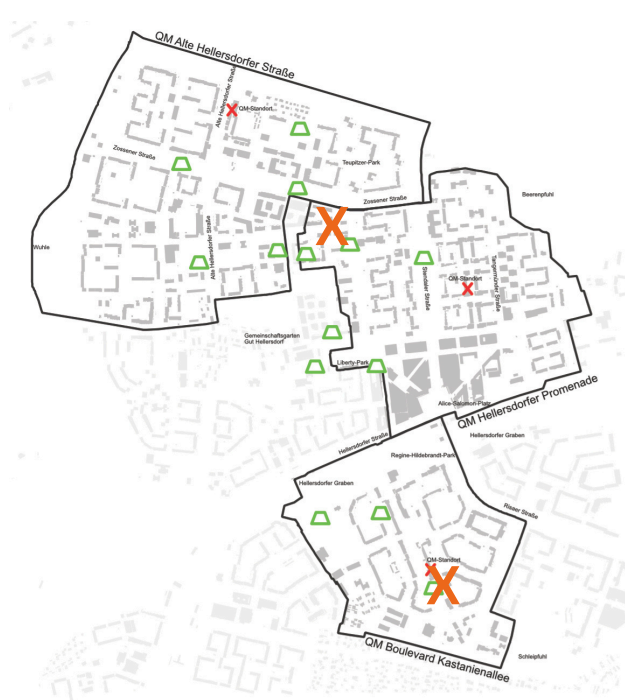 QM Alte Hellersdorfer Straße
Alte Hellersdorfer Straße
QM-Standort
Zossener Straße
Teupitzer-Park
Zossener Straße
Beerenpfuhl
Wuhle
Alte Hellersdorfer Straße
Stendaler Straße
QM-Standort
Tangermünder Straße
Gemeinschaftsgarten
Gut Hellersdorf
Liberty-Park
Alice-Salomon-Platz
QM Hellersdorfer Promenade
Hellersdorfer Straße
Hellersdorfer Graben
Regine-Hildebrandt-Park
Hellersdorfer Graben
Risaer Straße
QM-Standort
QM Boulevard Kastanienallee
Schleipfuhl